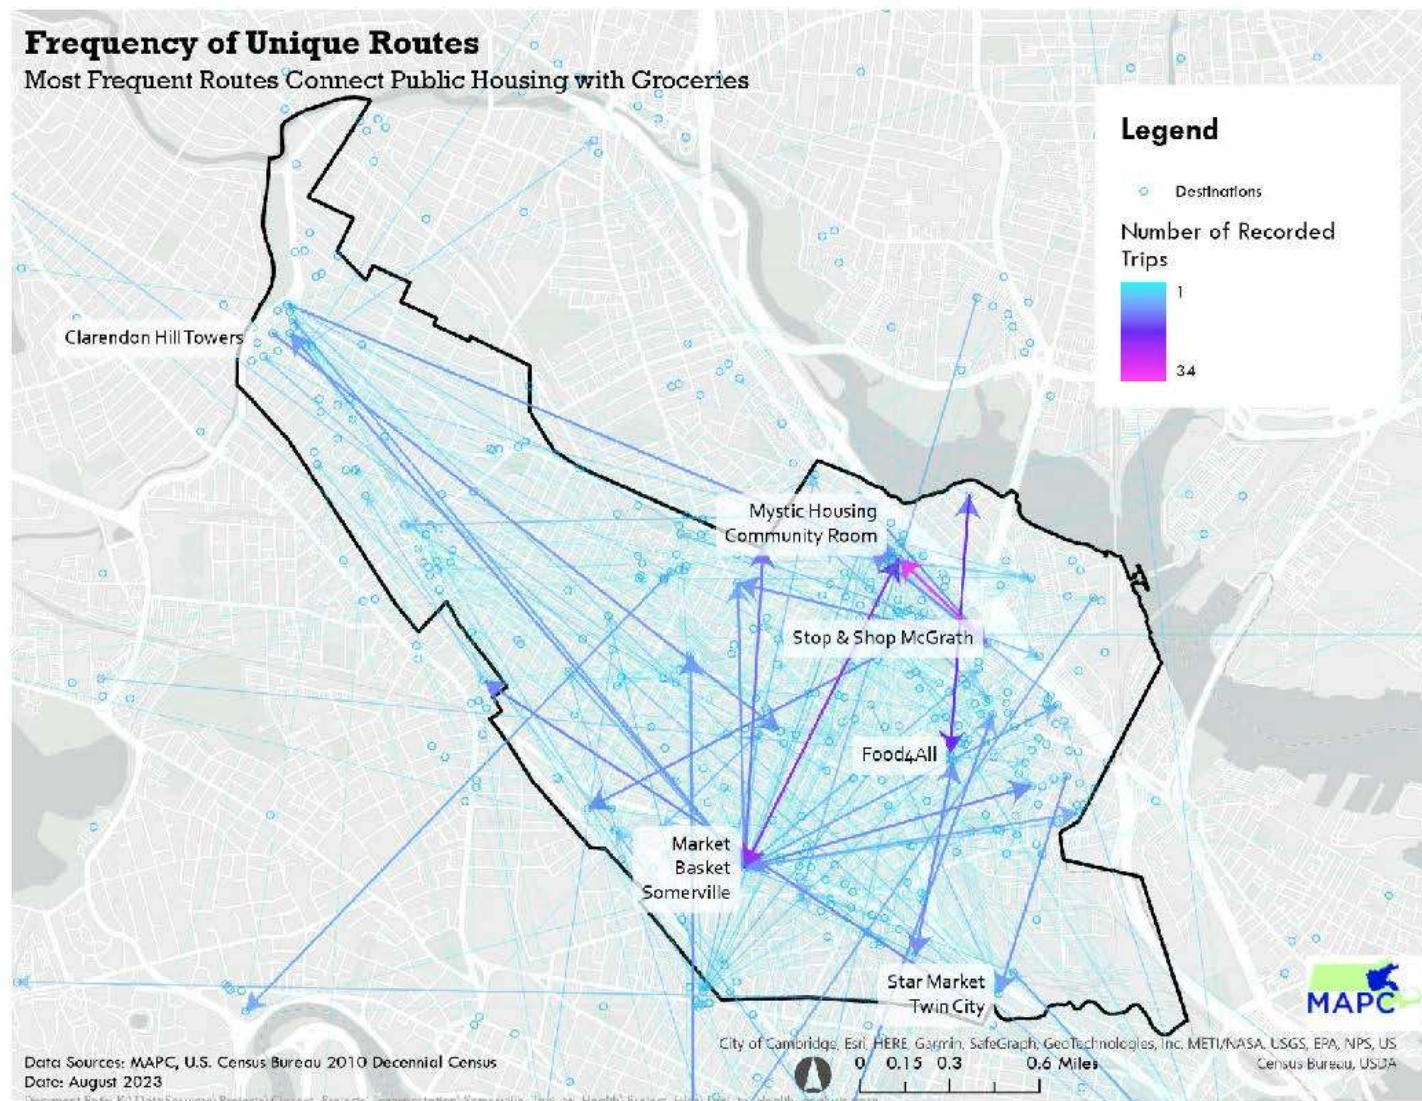 Frequency of Unique Routes
Most Frequent Routes Connect Public Housing with Groceries
Legend
Destinations
Number of Recorded
Trips
1
34
Clarendon Hill Towers
Mystic Housing
Community Room
Stop & Shop McGrath
Food4All
Market
Basket
Somerville
Star Market
Twin City
MAPC
City of Cambridge, Esri, HERE, Garmin, SafeGraph, GeoTechnologies, Inc, METI/NASA, USGS, EPA, NPS, US
Census Bureau, USDA
0 0.15 0.3 0.6 Miles
Data Sources: MAPC, U.S. Census Bureau 2010 Decennial Census
Date: August 2023